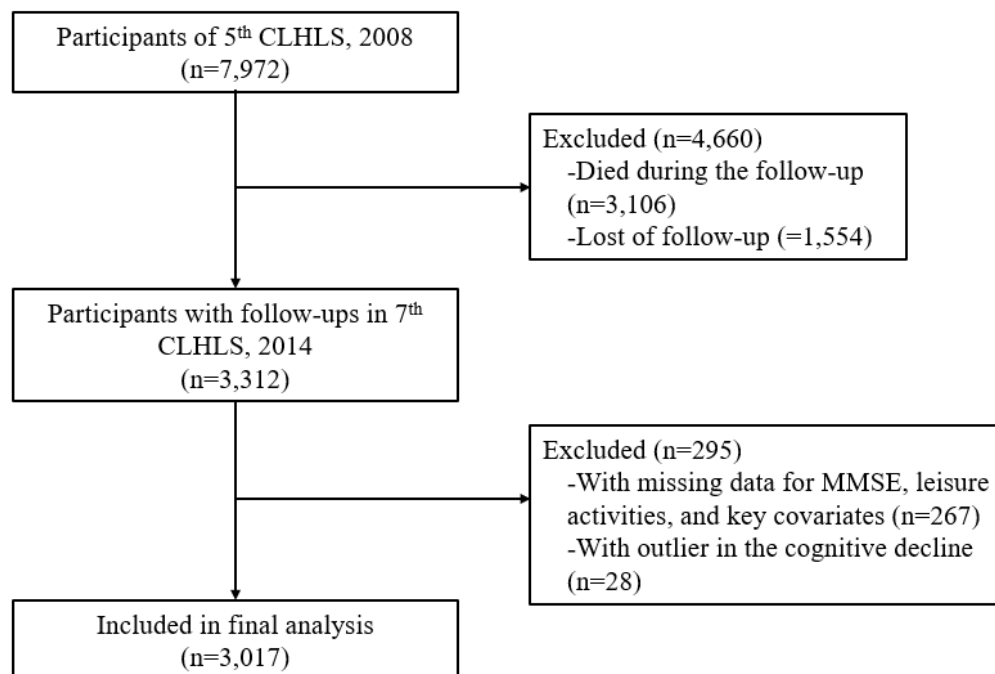 Participants of 5th CLHLS, 2008
(n=7,972)
Excluded (n=4,660)
-Died during the follow-up
(n=3,106)
-Lost of follow-up (=1,554)
Participants with follow-ups in 7th
CLHLS, 2014
(n=3,312)
Excluded (n=295)
-With missing data for MMSE, leisure
activities, and key covariates (n=267)
-With outlier in the cognitive decline
(n=28)
Included in final analysis
(n=3,017)